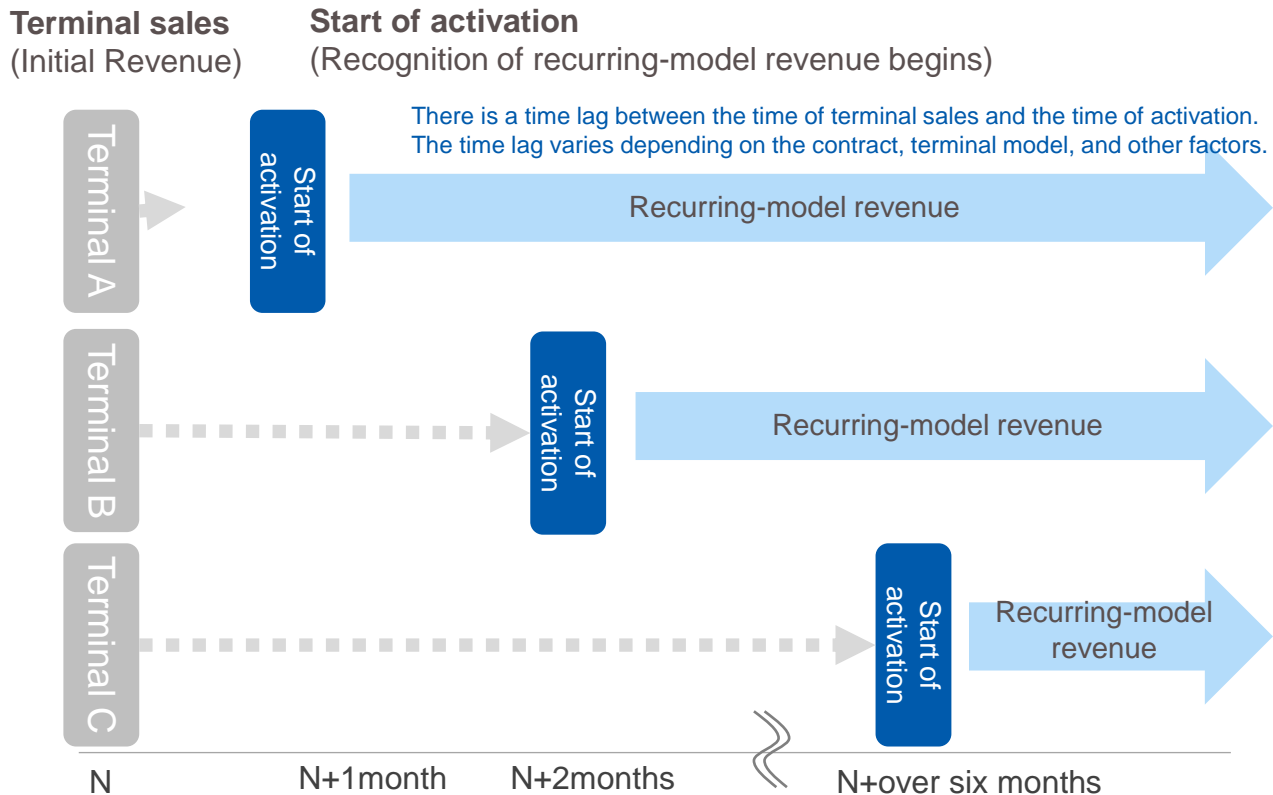 Terminal sales
(Initial Revenue)
Start of activation
(Recognition of recurring-model revenue begins)
There is a time lag between the time of terminal sales and the time of activation.
The time lag varies depending on the contract, terminal model, and other factors.
Terminal A
Start of
activation
Recurring-model revenue
Terminal B
Start of
activation
Recurring-model revenue
Terminal C
Start of
activation
Recurring-model
revenue
N
N+1month
N+2months
N+over six months